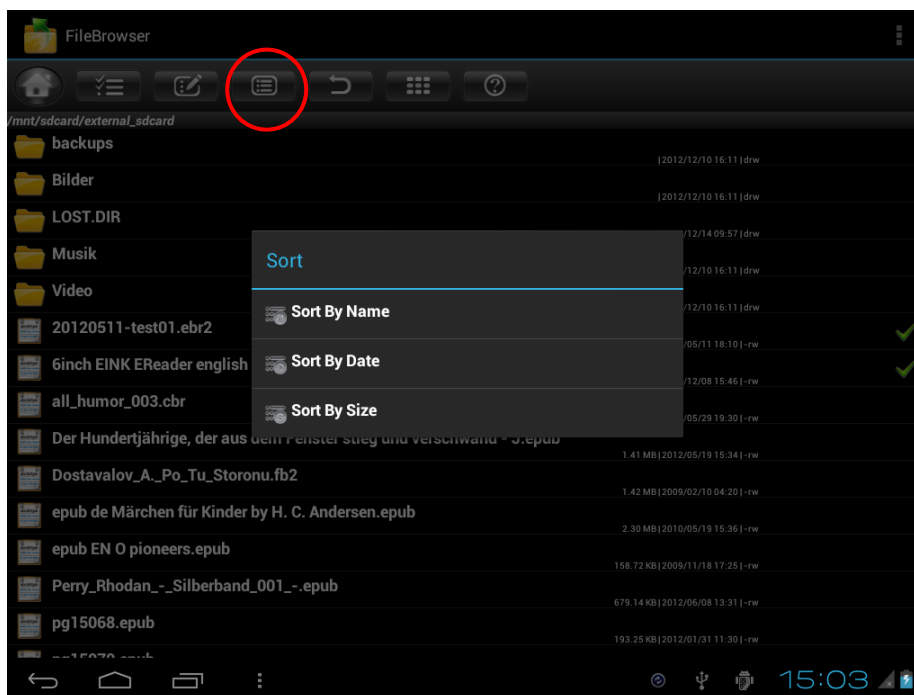 FileBrowser
/mnt/sdcard/external_sdcard
backups
|2012/12/10 16:11|drw
Bilder
|2012/12/10 16:11|drw
LOST.DIR
/12/14 09:57|drw
Musik
/12/10 16:11|drw
Video
/12/10 16:11|drw
Sort
Sort By Name
Sort By Date
Sort By Size
20120511-test01.ebr2
/05/11 18:10|-rw
6inch EINK EReader english
/12/08 15:46|-rw
all_humor_003.cbr
/05/29 19:30|-rw
Der Hundertjährige, der aus dem Fenster stieg und verschwand - J.epub
1.41 MB|2012/05/19 15:34|-rw
Dostavalov_A._Po_Tu_Storonu.fb2
1.42 MB|2009/02/10 04:20|-rw
epub de Märchen für Kinder by H. C. Andersen.epub
2.30 MB|2010/05/19 15:36|-rw
epub EN O pioneers.epub
158.72 KB|2009/11/18 17:25|-rw
Perry_Rhodan_-_Silberband_001_-.epub
679.14 KB|2012/06/08 13:31|-rw
pg15068.epub
193.25 KB|2012/01/31 11:30|-rw
15:03